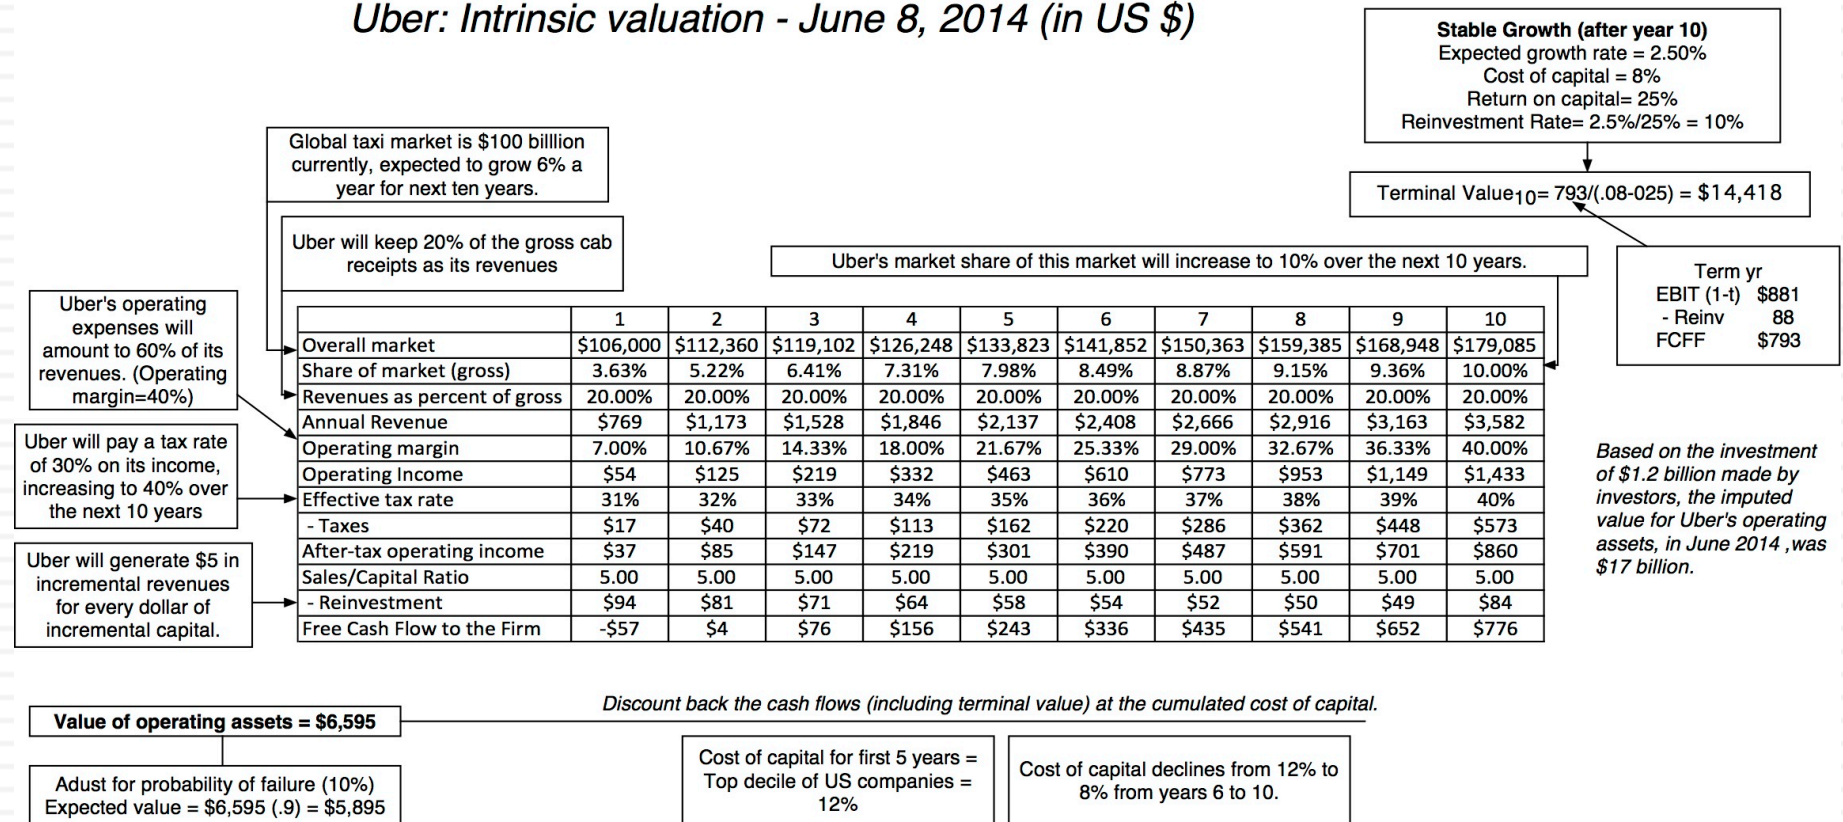 Uber: Intrinsic valuation - June 8, 2014 (in US $)
Stable Growth (after year 10)
Expected growth rate = 2.50%
Cost of capital = 8%
Return on capital= 25%
Reinvestment Rate= 2.5%/25% = 10%
Global taxi market is $100 billlion
currently, expected to grow 6% a
year for next ten years.
Terminal Value10= 793/(.08-025) = $14,418
Uber will keep 20% of the gross cab
receipts as its revenues
Uber's market share of this market will increase to 10% over the next 10 years.
Term yr
EBIT (1-t) $881
- Reinv 88
FCFF $793
Uber's operating
expenses will
amount to 60% of its
revenues. (Operating
margin=40%)
Uber will pay a tax rate
of 30% on its income,
increasing to 40% over
the next 10 years
Uber will generate $5 in
incremental revenues
for every dollar of
incremental capital.
1 2 3 4 5 6 7 8 9 10
Overall market $106,000 $112,360 $119,102 $126,248 $133,823 $141,852 $150,363 $159,385 $168,948 $179,085
Share of market (gross) 3.63% 5.22% 6.41% 7.31% 7.98% 8.49% 8.87% 9.15% 9.36% 10.00%
Revenues as percent of gross 20.00% 20.00% 20.00% 20.00% 20.00% 20.00% 20.00% 20.00% 20.00% 20.00%
Annual Revenue $769 $1,173 $1,528 $1,846 $2,137 $2,408 $2,666 $2,916 $3,163 $3,582
Operating margin 7.00% 10.67% 14.33% 18.00% 21.67% 25.33% 29.00% 32.67% 36.33% 40.00%
Operating Income $54 $125 $219 $332 $463 $610 $773 $953 $1,149 $1,433
Effective tax rate 31% 32% 33% 34% 35% 36% 37% 38% 39% 40%
- Taxes $17 $40 $72 $113 $162 $220 $286 $362 $448 $573
After-tax operating income $37 $85 $147 $219 $301 $390 $487 $591 $701 $860
Sales/Capital Ratio 5.00 5.00 5.00 5.00 5.00 5.00 5.00 5.00 5.00 5.00
- Reinvestment $94 $81 $71 $64 $58 $54 $52 $50 $49 $84
Free Cash Flow to the Firm -$57 $4 $76 $156 $243 $336 $435 $541 $652 $776
Based on the investment
of $1.2 billion made by
investors, the imputed
value for Uber's operating
assets, in June 2014 ,was
$17 billion.
Discount back the cash flows (including terminal value) at the cumulated cost of capital.
Value of operating assets = $6,595
Adust for probability of failure (10%)
Expected value = $6,595 (.9) = $5,895
Cost of capital for first 5 years =
Top decile of US companies =
12%
Cost of capital declines from 12% to
8% from years 6 to 10.